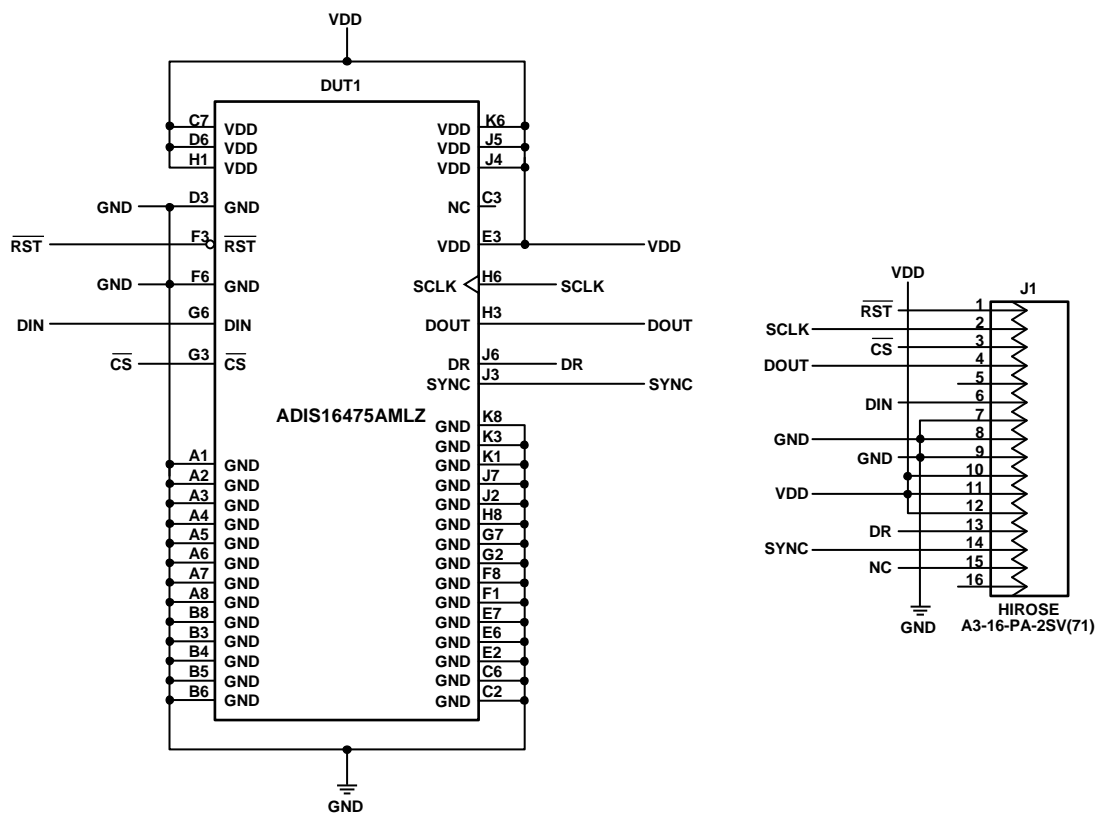 VDD
DUT1
C7 VDD VDD K6
D6 VDD VDD J5
H1 VDD VDD J4
GND D3 GND NC C3
RST F3 RST VDD E3 VDD
GND F6 GND SCLK H6 SCLK
DIN G6 DIN DOUT H3 DOUT
CS G3 CS DR J6 DR
SYNC J3 SYNC
ADIS16475AMLZ
GND K8
GND K3
A1 GND GND K1
A2 GND GND J7
A3 GND GND J2
A4 GND GND H8
A5 GND GND G7
A6 GND GND G2
A7 GND GND F8
A8 GND GND F1
B8 GND GND E7
B3 GND GND E6
B4 GND GND E2
B5 GND GND C6
B6 GND GND C2
GND
VDD
J1
RST 1
SCLK 2
CS 3
DOUT 4
5
DIN 6
7
GND 8
GND 9
10
VDD 11
12
DR 13
SYNC 14
NC 15
16
GND
HIROSE
A3-16-PA-2SV(71)